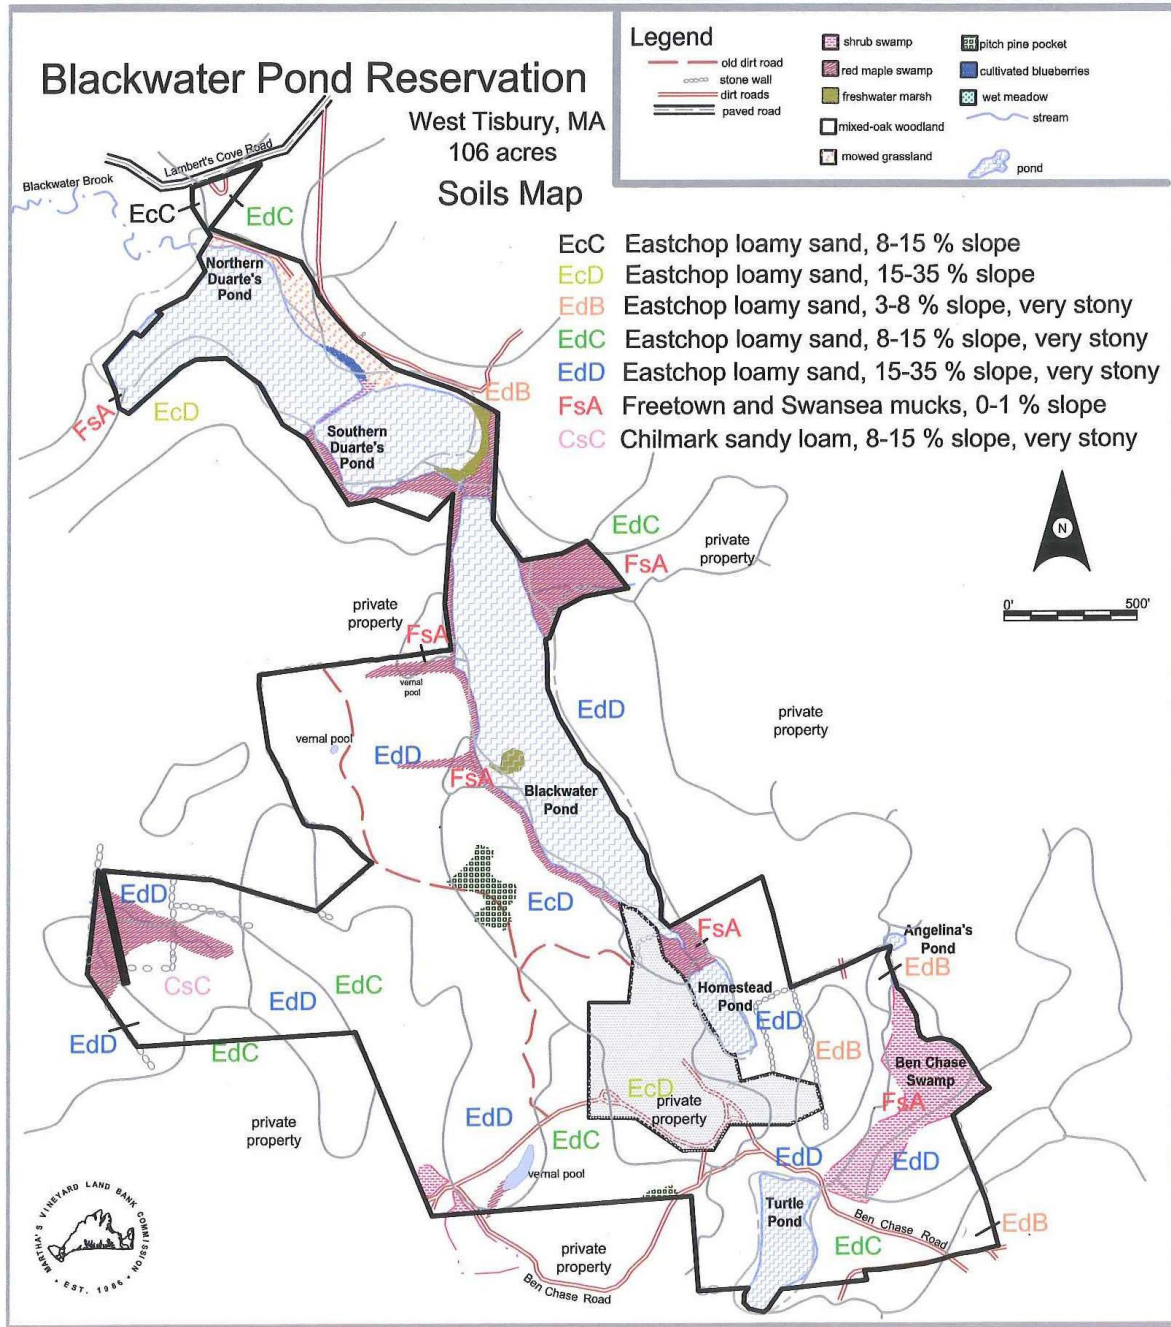 Blackwater Pond Reservation
West Tisbury, MA
106 acres
Soils Map
Legend
old dirt road
stone wall
dirt roads
paved road
shrub swamp
red maple swamp
freshwater marsh
mixed-oak woodland
mowed grassland
pitch pine pocket
cultivated blueberries
wet meadow
stream
pond
EcC Eastchop loamy sand, 8-15 % slope
EcD Eastchop loamy sand, 15-35 % slope
EdB Eastchop loamy sand, 3-8 % slope, very stony
EdC Eastchop loamy sand, 8-15 % slope, very stony
EdD Eastchop loamy sand, 15-35 % slope, very stony
FsA Freetown and Swansea mucks, 0-1 % slope
CsC Chilmark sandy loam, 8-15 % slope, very stony
Lambert's Cove Road
Blackwater Brook
EcC
EdC
Northern
Duarte's
Pond
FsA
EcD
EdB
Southern
Duarte's
Pond
N
0'
500'
EdC
private
property
FsA
private
property
FsA
vernal
pool
EdD
private
property
vernal pool
EdD
FsA
Blackwater
Pond
EdD
EcD
CsC
EdD
EdC
FsA
Angelina's
Pond
EdB
Homestead
Pond
EdD
EdD
EdC
EdB
Ben Chase
Swamp
FsA
EcD
private
property
private
property
EdD
EdC
vernal pool
EdD
EdD
Turtle
Pond
Ben Chase Road
EdB
EdC
private
property
Ben Chase Road
MARTHA'S VINEYARD LAND BANK COMMISSION
· EST. 1986 ·